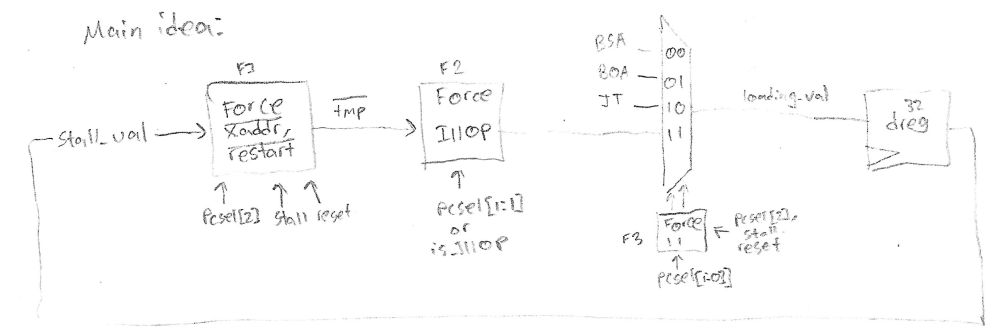 Main idea:
F1
Force
Xaddr,
restart
stall_val
tmp
Pcsel[2] stall reset
F2
Force
IllOP
pcsel[1:1]
or
is_IllOP
BSA
BOA
JT
00
01
10
11
loading_val
32
dreg
F3
Force
11
Pcsel[2],
stall
reset
pcsel[1:0]